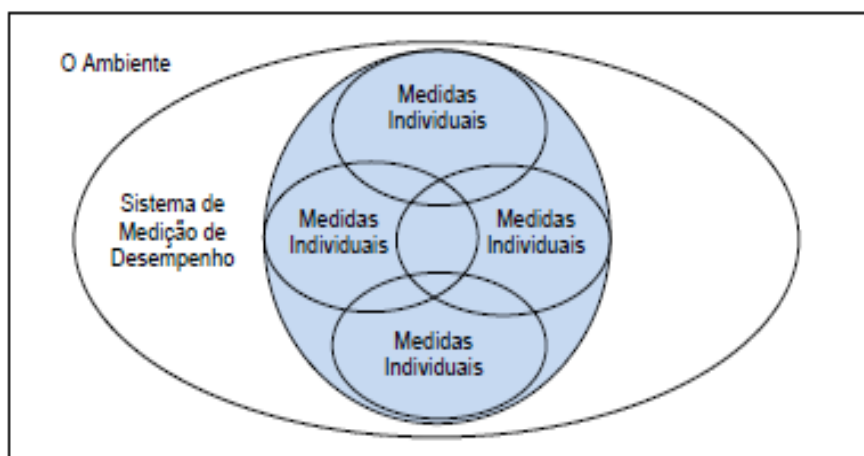 O Ambiente
Medidas
Individuais
Sistema de
Medição de
Desempenho
Medidas
Individuais
Medidas
Individuais
Medidas
Individuais